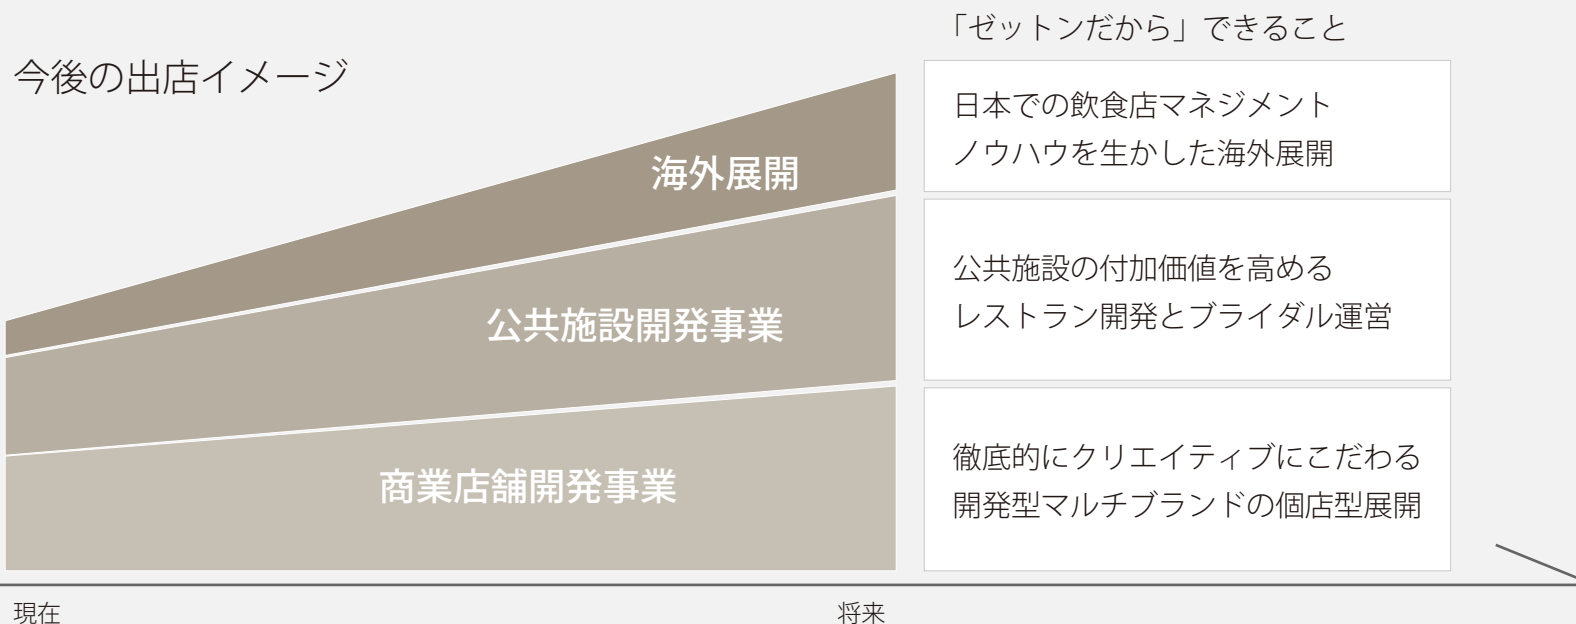 今後の出店イメージ
海外展開
公共施設開発事業
商業店舗開発事業
現在
将来
「ゼットンだから」できること
日本での飲食店マネジメント
ノウハウを生かした海外展開
公共施設の付加価値を高める
レストラン開発とブライダル運営
徹底的にクリエイティブにこだわる
開発型マルチブランドの個店型展開